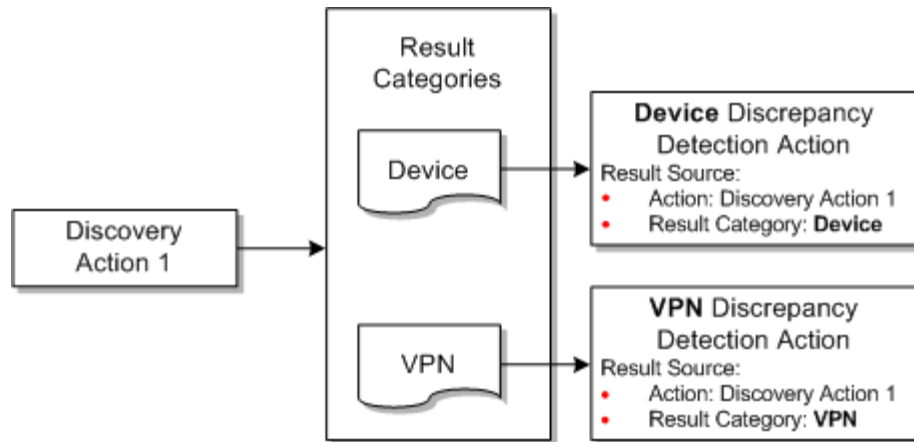 Discovery
Action 1
Result
Categories
Device
VPN
Device Discrepancy
Detection Action
Result Source:
• Action: Discovery Action 1
• Result Category: Device
VPN Discrepancy
Detection Action
Result Source:
• Action: Discovery Action 1
• Result Category: VPN